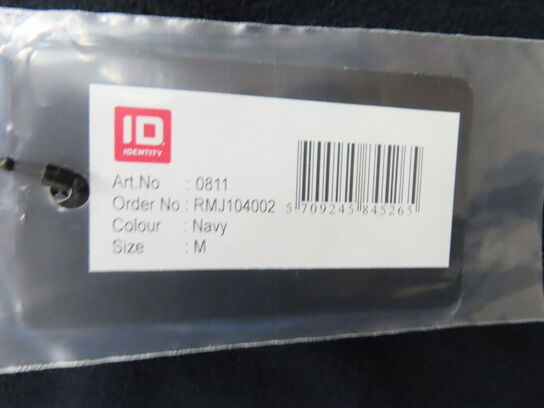 ID
IDENTITY
Art.No : 0811
Order No : RMJ104002
Colour : Navy
Size : M
5 709245 845265